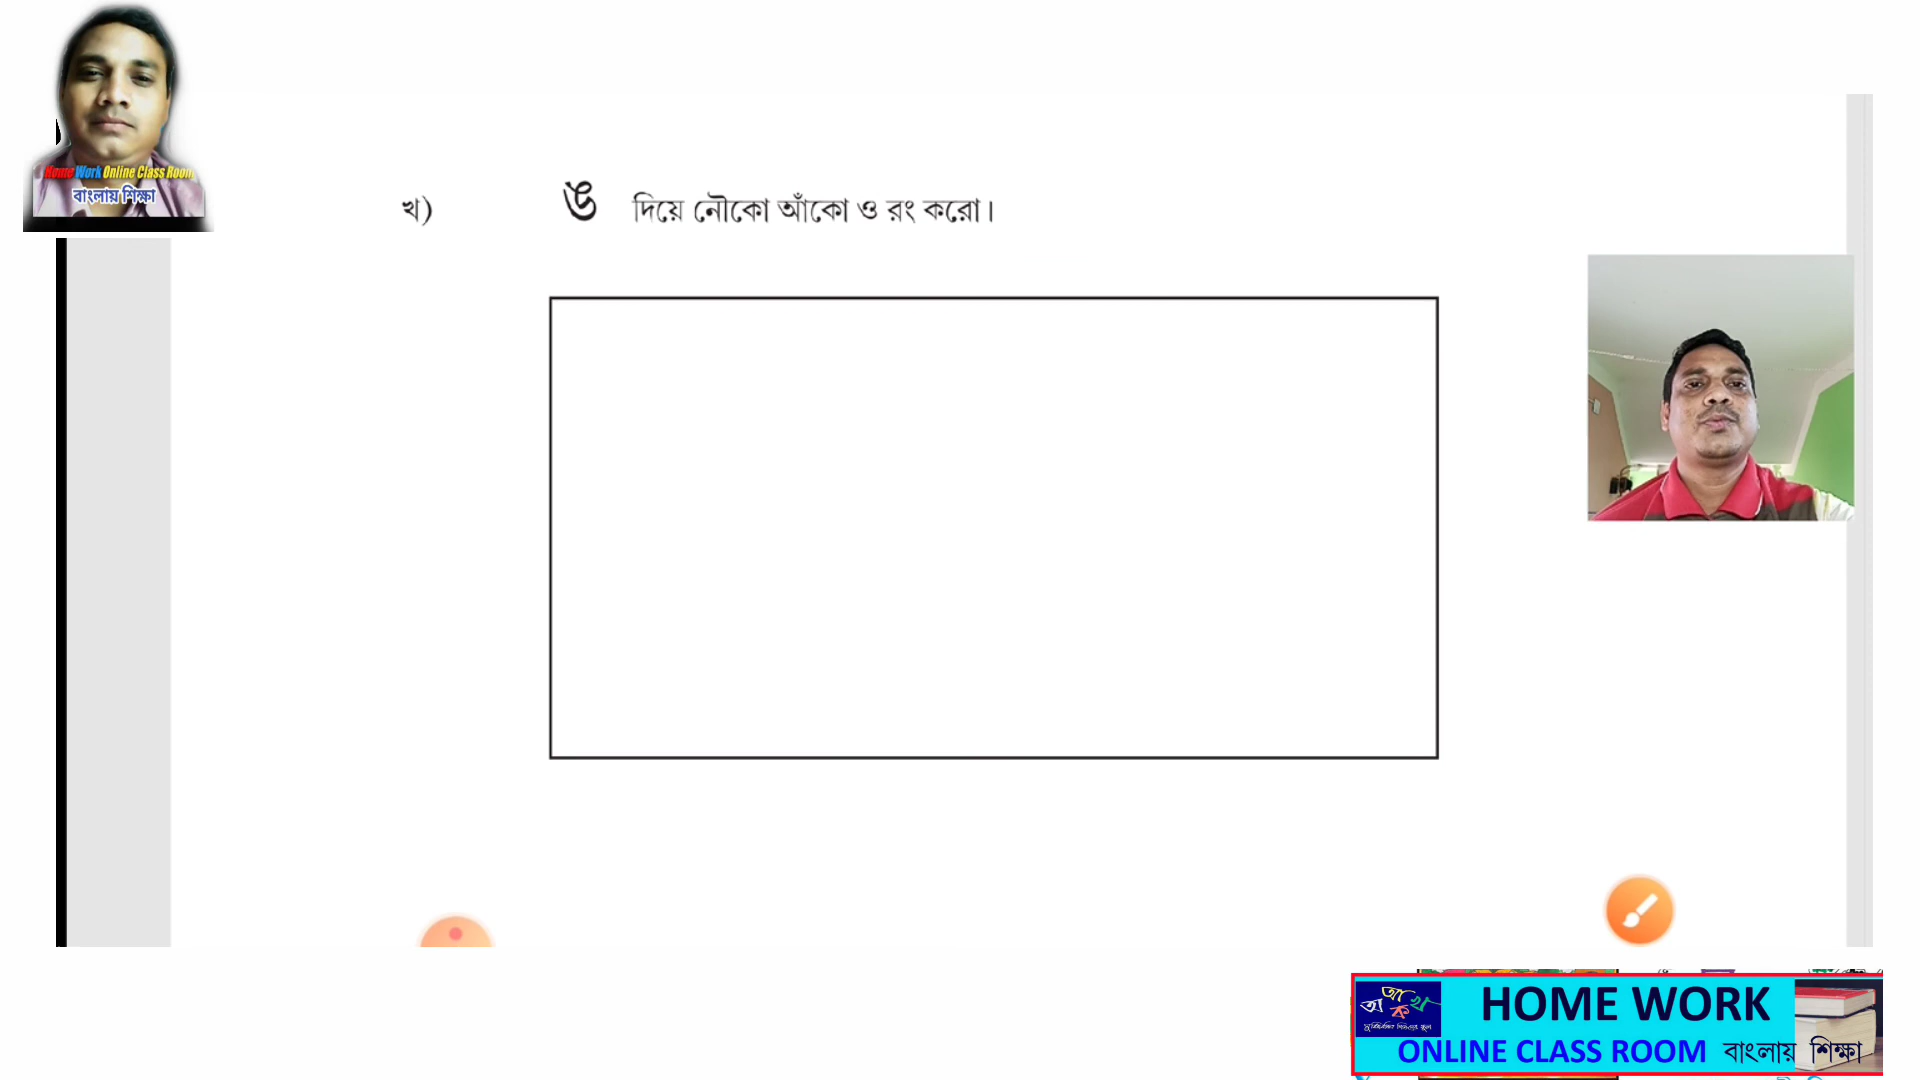 Home Work Online Class Room
বাংলায় শিক্ষা
খ) ঙ দিয়ে নৌকো আঁকো ও রং করো।
অ আ ক খ
HOME WORK
ONLINE CLASS ROOM বাংলায় শিক্ষা